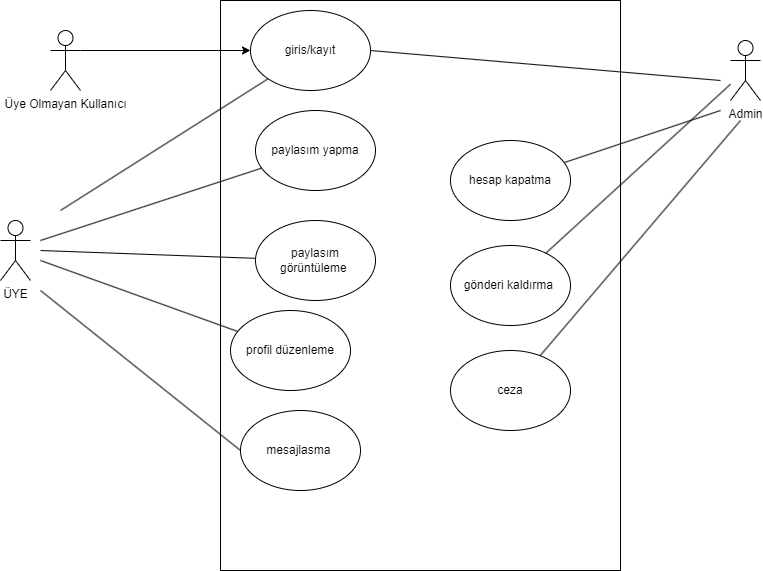 giris/kayıt
Üye Olmayan Kullanıcı
Admin
paylasım yapma
hesap kapatma
paylasım
görüntüleme
ÜYE
gönderi kaldırma
profil düzenleme
ceza
mesajlasma